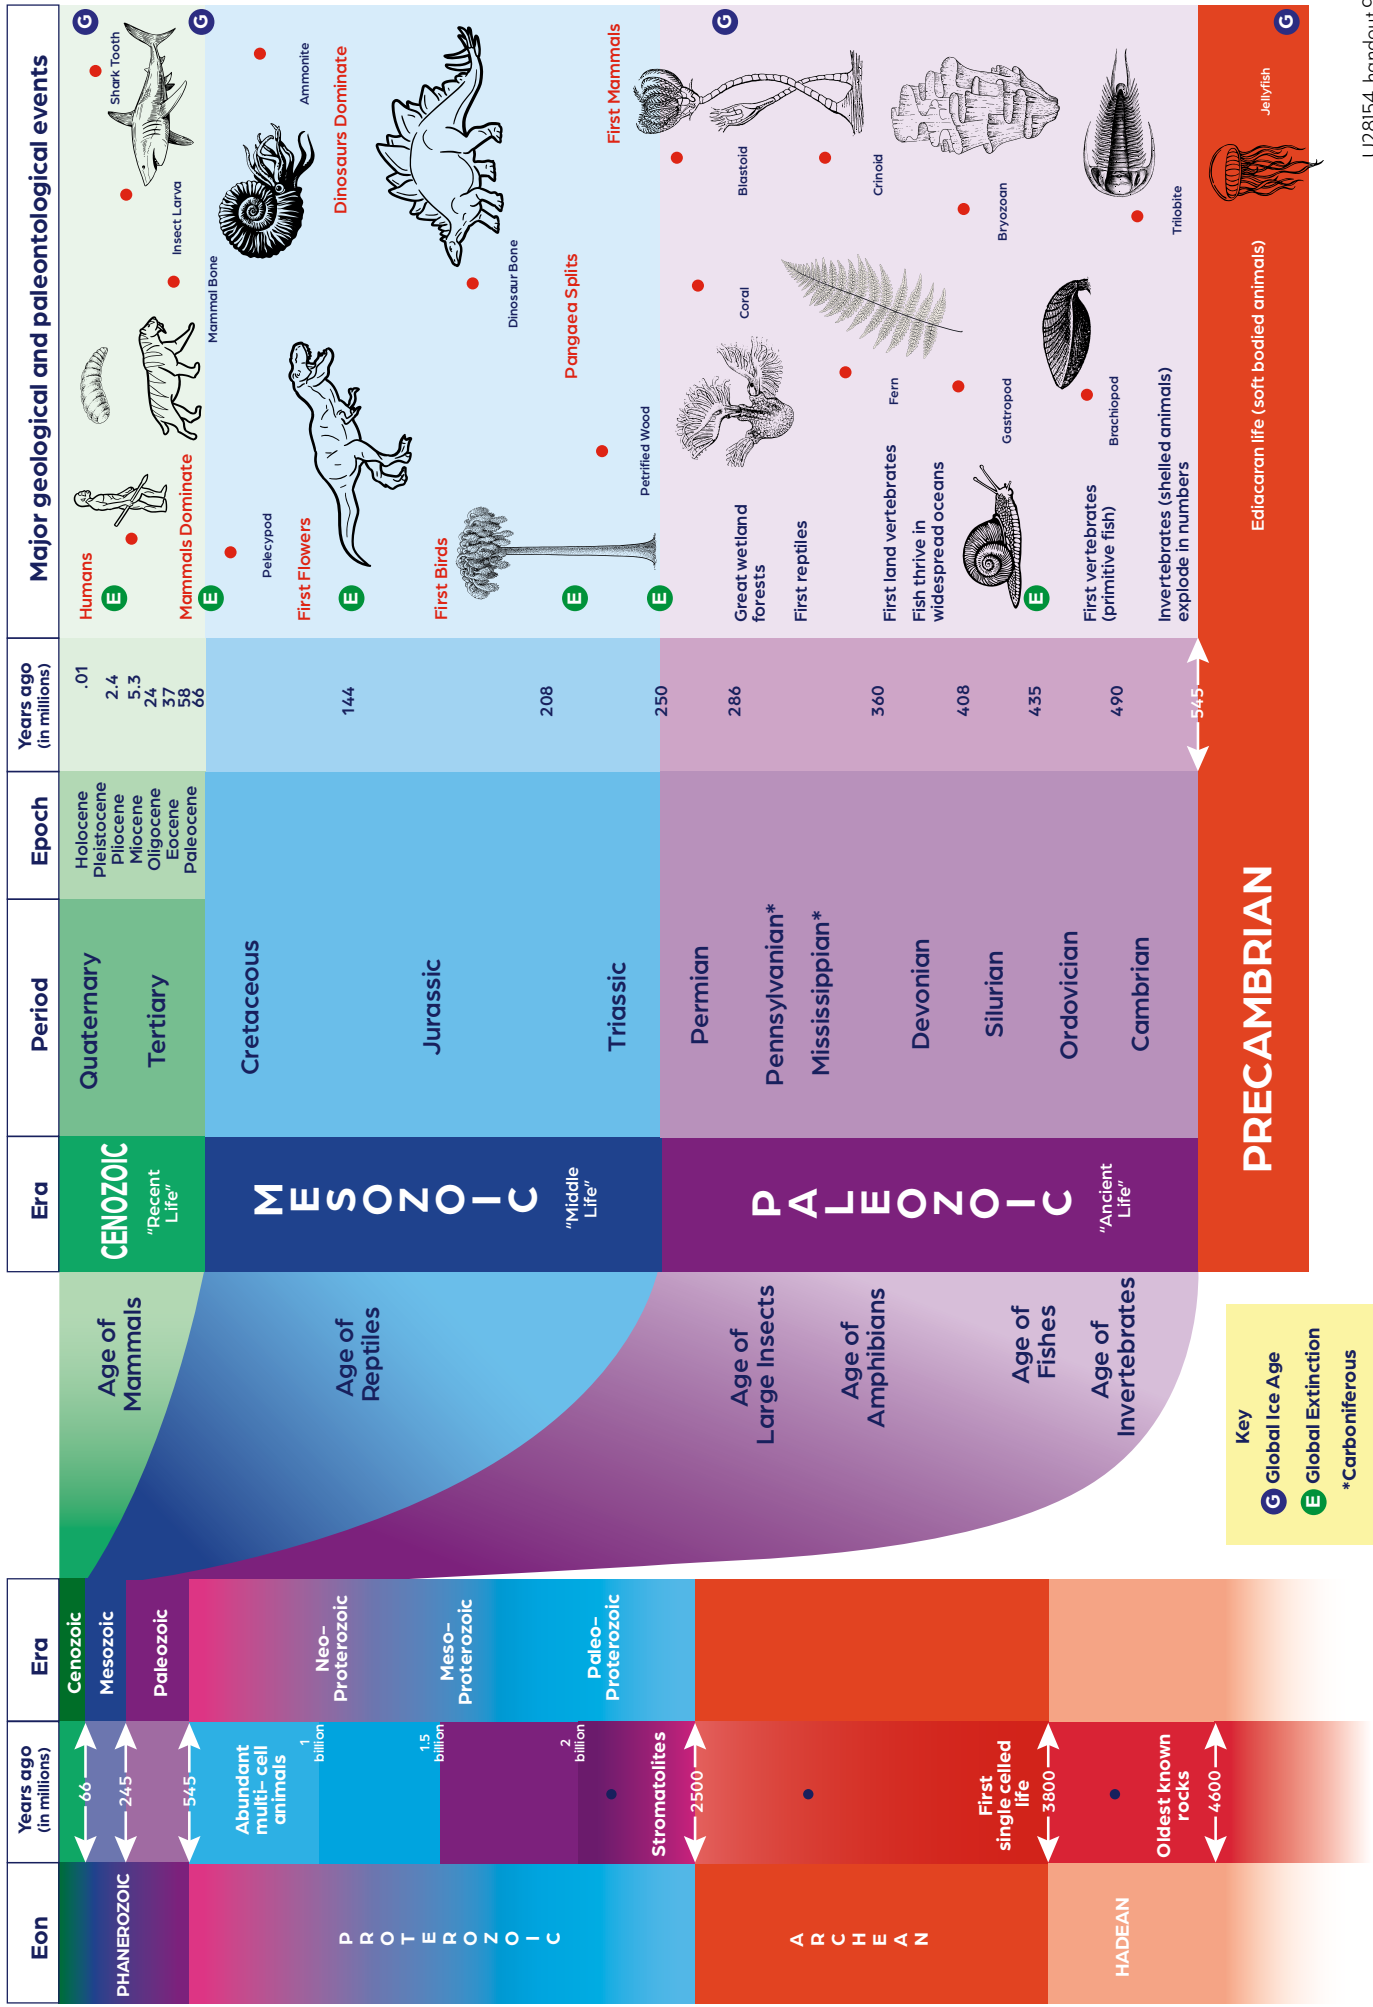 Eon
Years ago
(in millions)
Era
Era
Period
Epoch
Years ago
(in millions)
Major geological and paleontological events
PHANEROZOIC
PROTEROZOIC
ARCHEAN
HADEAN
66
245
545
Abundant
multi- cell
animals
1
billion
1.5
billion
2
billion
Stromatolites
2500
First
single celled
life
3800
Oldest known
rocks
4600
Cenozoic
Mesozoic
Paleozoic
Neo-
Proterozoic
Meso-
Proterozoic
Paleo-
Proterozoic
Age of
Mammals
Age of
Reptiles
Age of
Large Insects
Age of
Amphibians
Age of
Fishes
Age of
Invertebrates
CENOZOIC
"Recent
Life"
MESOZOIC
"Middle
Life"
PALEOZOIC
"Ancient
Life"
PRECAMBRIAN
Quaternary
Tertiary
Cretaceous
Jurassic
Triassic
Permian
Pennsylvanian*
Mississippian*
Devonian
Silurian
Ordovician
Cambrian
Holocene
Pleistocene
Pliocene
Miocene
Oligocene
Eocene
Paleocene
.01
2.4
5.3
24
37
58
66
144
208
250
286
360
408
435
490
545
Humans
E
Mammals Dominate
E
Shark Tooth
Insect Larva
Mammal Bone
G
G
Pelecypod
First Flowers
E
First Birds
E
E
Ammonite
Dinosaurs Dominate
Dinosaur Bone
Pangaea Splits
Petrified Wood
First Mammals
G
Great wetland
forests
First reptiles
First land vertebrates
Fish thrive in
widespread oceans
E
First vertebrates
(primitive fish)
Invertebrates (shelled animals)
explode in numbers
Coral
Blastoid
Crinoid
Fern
Gastropod
Bryozoan
Brachiopod
Trilobite
Ediacaran life (soft bodied animals)
Jellyfish
G
Key
G Global Ice Age
E Global Extinction
*Carboniferous
U28154_handout